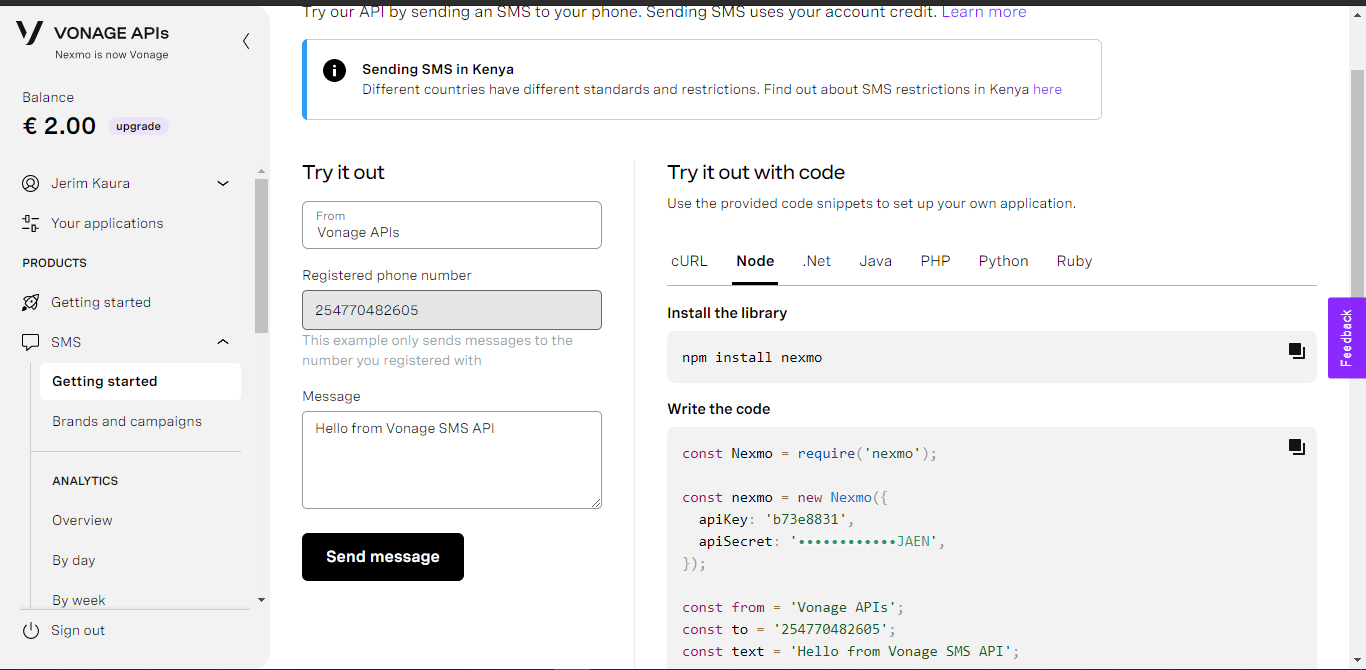 VONAGE APIs
Nexmo is now Vonage
Balance
€ 2.00 upgrade
Jerim Kaura
Your applications
PRODUCTS
Getting started
SMS
Getting started
Brands and campaigns
ANALYTICS
Overview
By day
By week
Sign out
Try our API by sending an SMS to your phone. Sending SMS uses your account credit. Learn more
Sending SMS in Kenya
Different countries have different standards and restrictions. Find out about SMS restrictions in Kenya here
Try it out
From
Vonage APIs
Registered phone number
254770482605
This example only sends messages to the
number you registered with
Message
Hello from Vonage SMS API
Send message
Try it out with code
Use the provided code snippets to set up your own application.
cURL Node .Net Java PHP Python Ruby
Install the library
npm install nexmo
Write the code
const Nexmo = require('nexmo');
const nexmo = new Nexmo({
apiKey: 'b73e8831',
apiSecret: '••••••••••••JAEN',
});
const from = 'Vonage APIs';
const to = '254770482605';
const text = 'Hello from Vonage SMS API';
Feedback